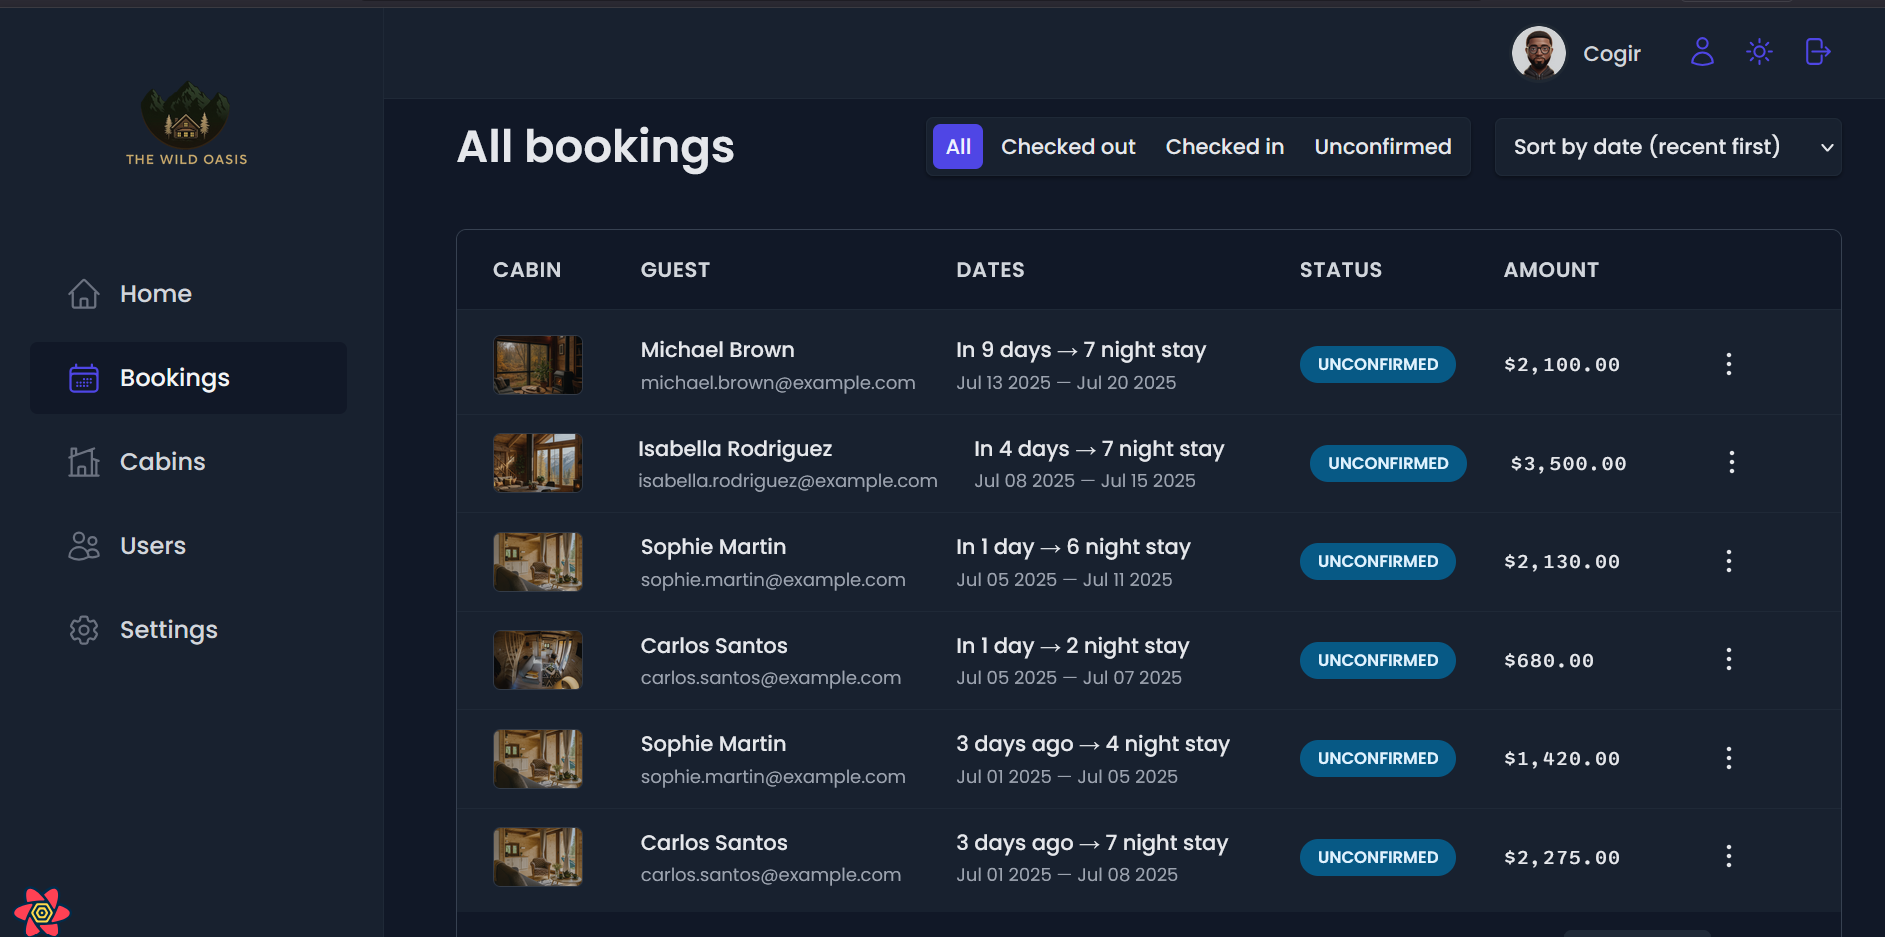 THE WILD OASIS
Home
Bookings
Cabins
Users
Settings
Cogir
All bookings
All Checked out Checked in Unconfirmed
Sort by date (recent first)
CABIN GUEST DATES STATUS AMOUNT
Michael Brown In 9 days → 7 night stay UNCONFIRMED $2,100.00
michael.brown@example.com Jul 13 2025 — Jul 20 2025
Isabella Rodriguez In 4 days → 7 night stay UNCONFIRMED $3,500.00
isabella.rodriguez@example.com Jul 08 2025 — Jul 15 2025
Sophie Martin In 1 day → 6 night stay UNCONFIRMED $2,130.00
sophie.martin@example.com Jul 05 2025 — Jul 11 2025
Carlos Santos In 1 day → 2 night stay UNCONFIRMED $680.00
carlos.santos@example.com Jul 05 2025 — Jul 07 2025
Sophie Martin 3 days ago → 4 night stay UNCONFIRMED $1,420.00
sophie.martin@example.com Jul 01 2025 — Jul 05 2025
Carlos Santos 3 days ago → 7 night stay UNCONFIRMED $2,275.00
carlos.santos@example.com Jul 01 2025 — Jul 08 2025